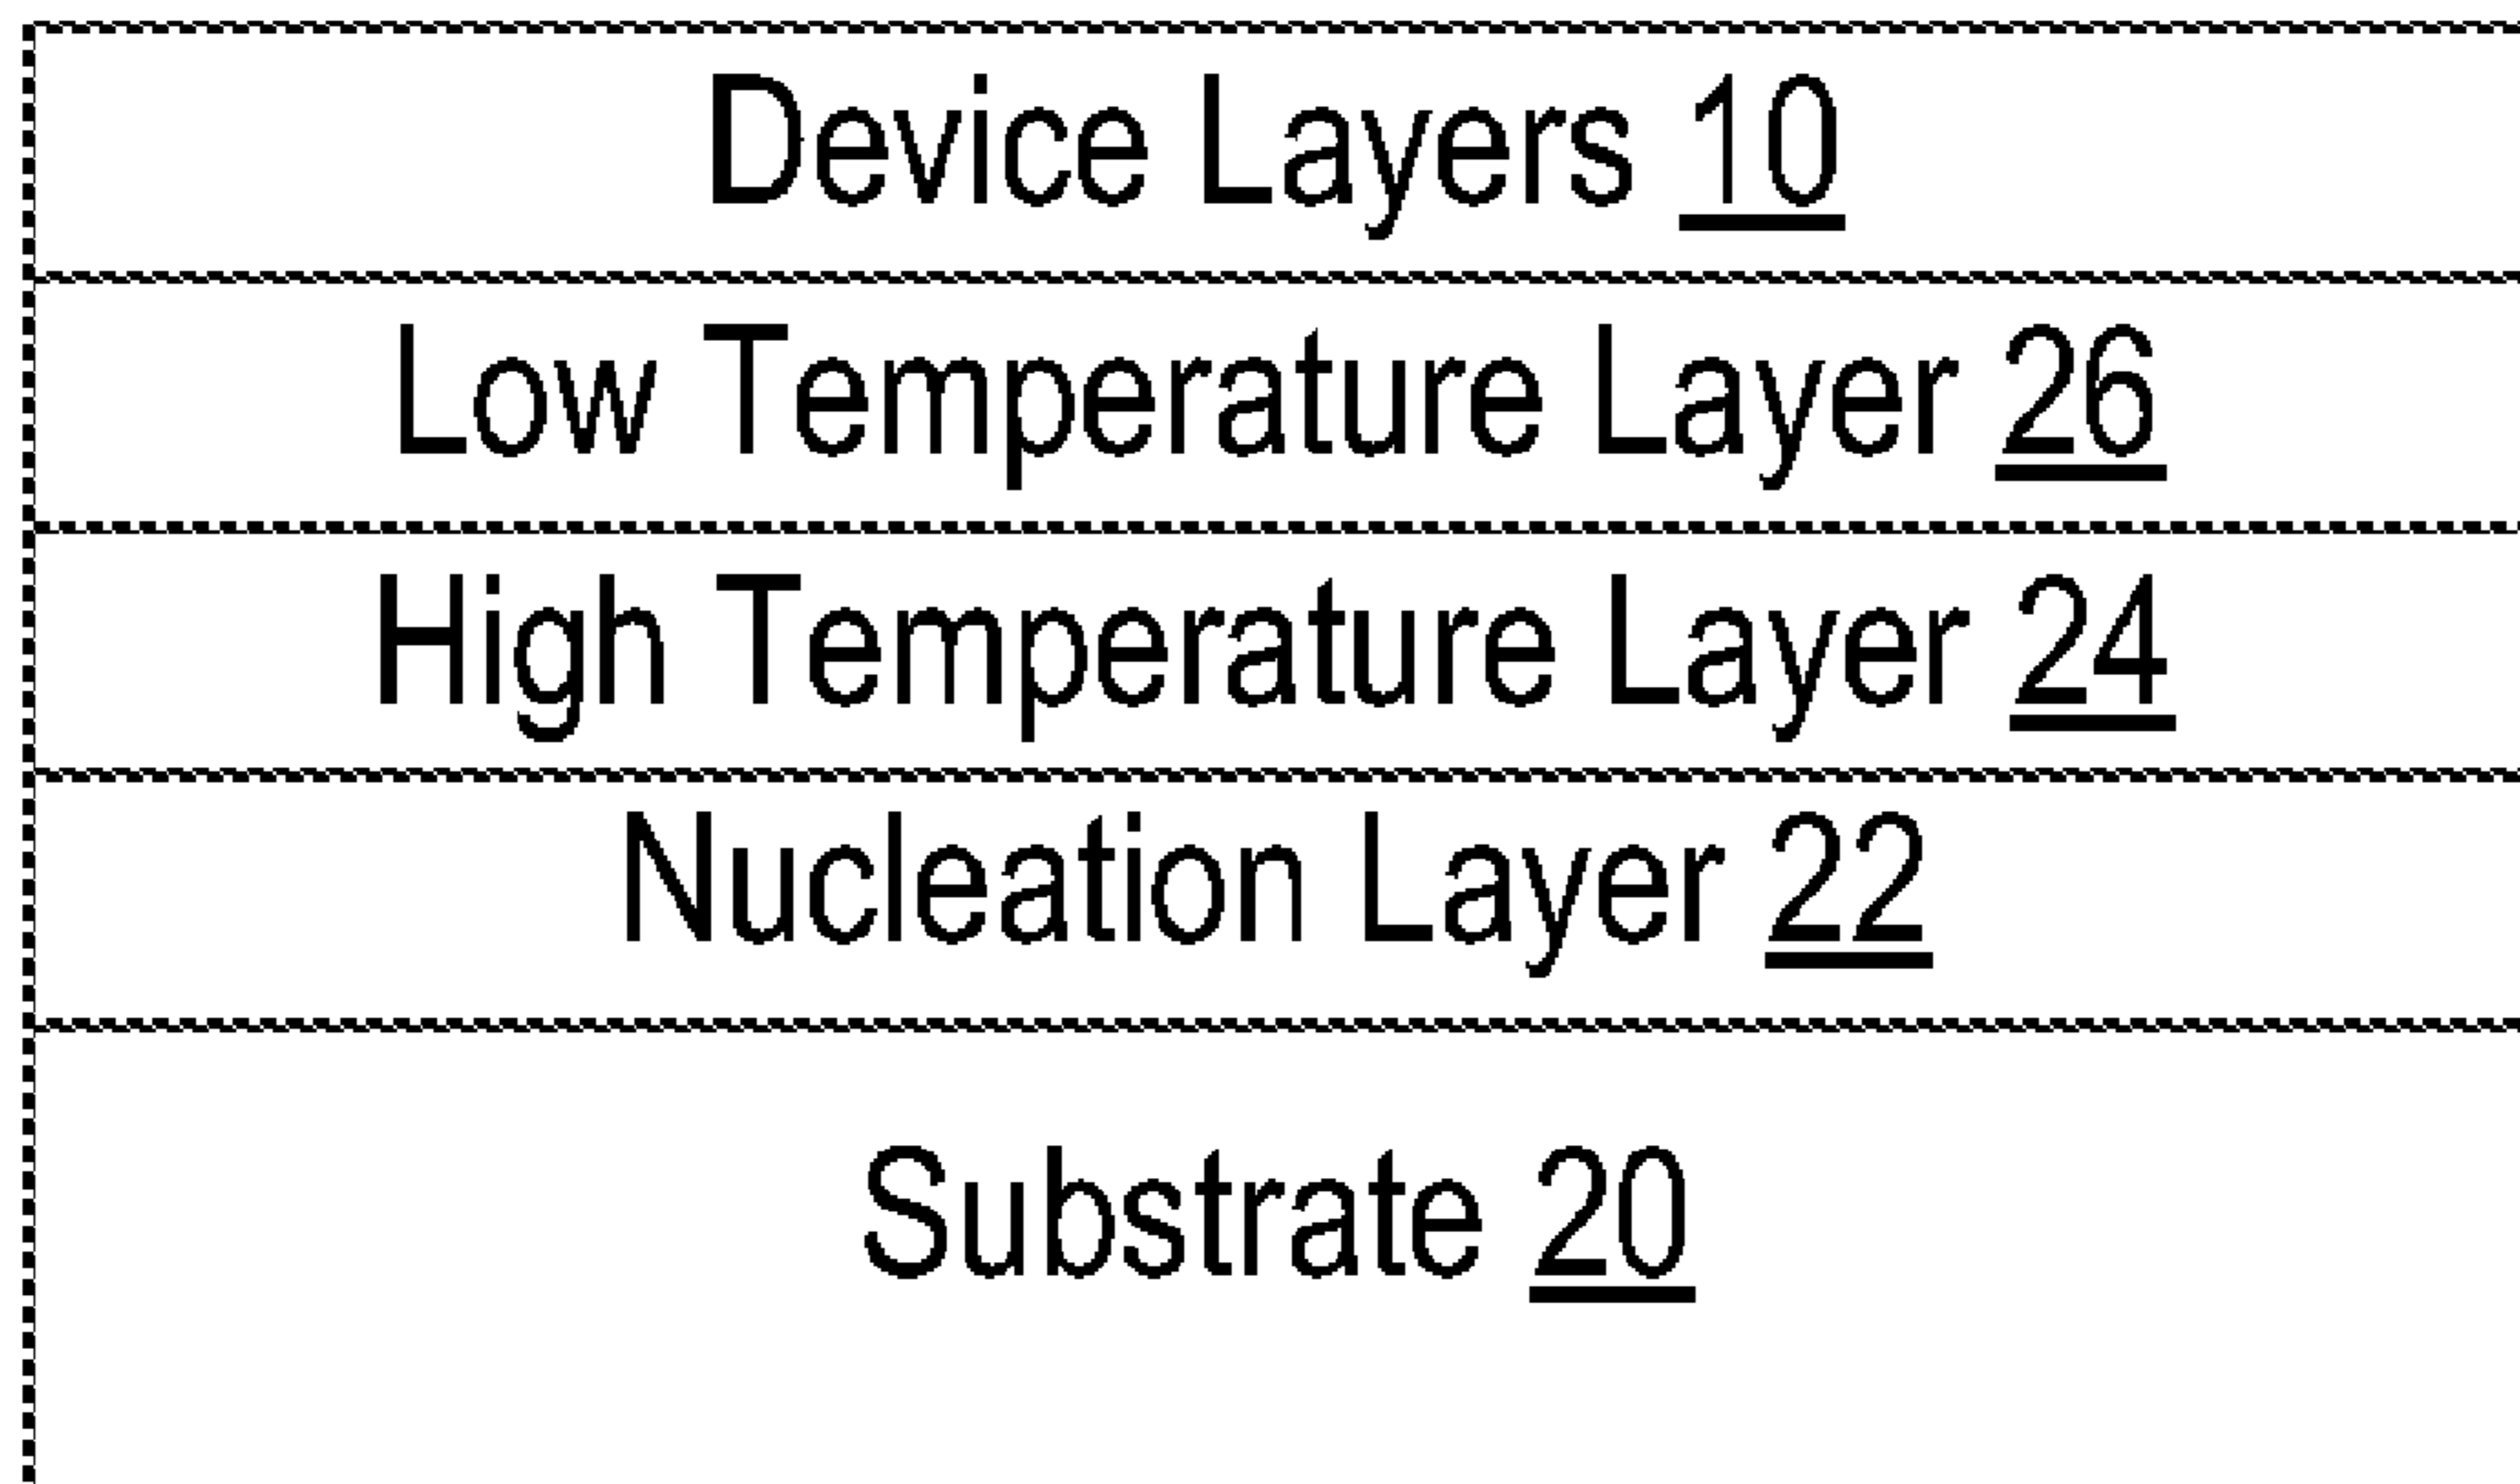 Device Layers 10
Low Temperature Layer 26
High Temperature Layer 24
Nucleation Layer 22
Substrate 20